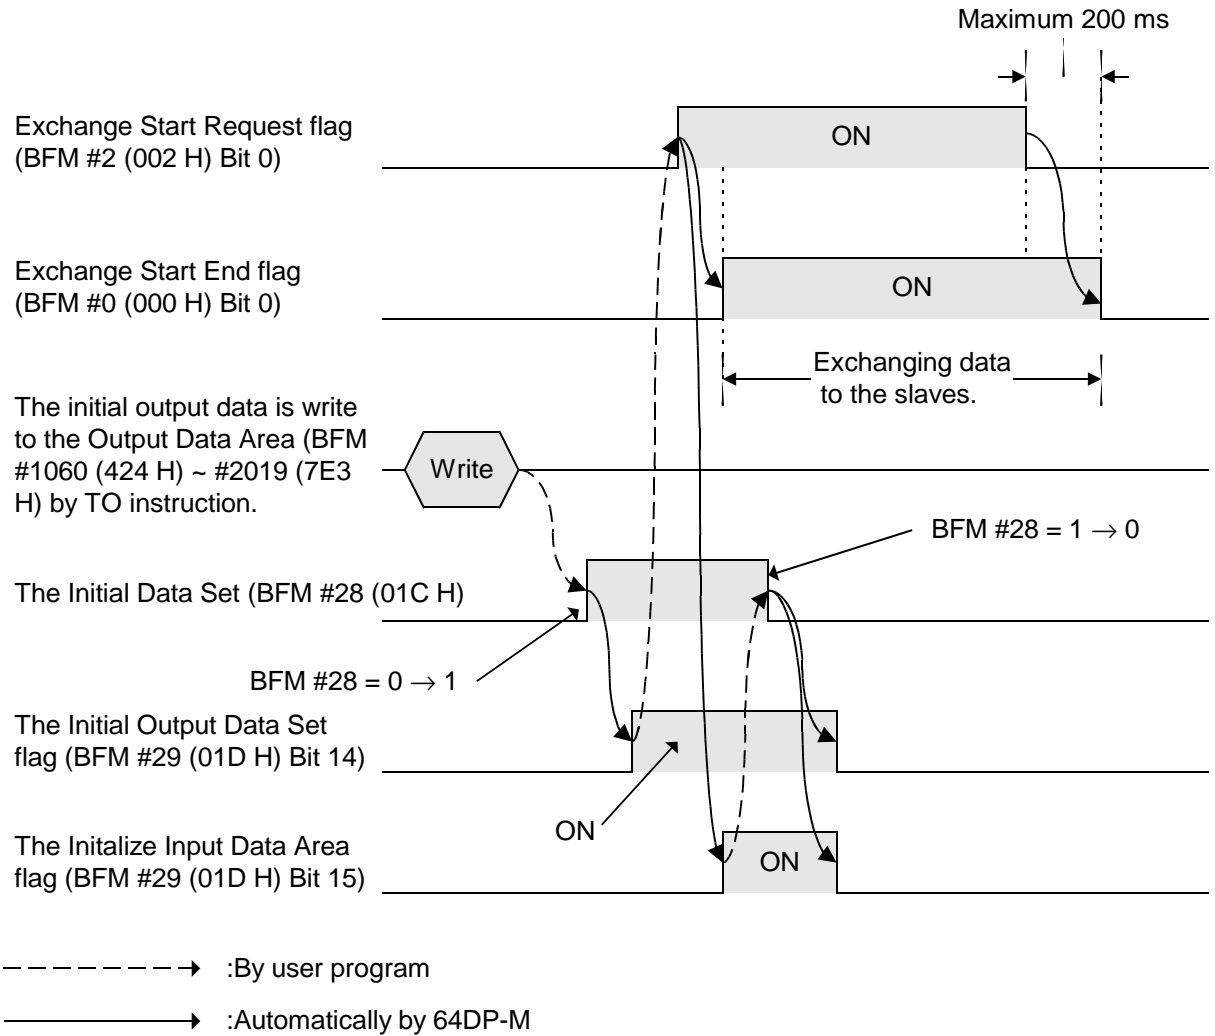 Maximum 200 ms
Exchange Start Request flag
(BFM #2 (002 H) Bit 0)
ON
Exchange Start End flag
(BFM #0 (000 H) Bit 0)
ON
Exchanging data
to the slaves.
The initial output data is write
to the Output Data Area (BFM
#1060 (424 H) ~ #2019 (7E3
H) by TO instruction.
Write
BFM #28 = 1 → 0
The Initial Data Set (BFM #28 (01C H)
BFM #28 = 0 → 1
The Initial Output Data Set
flag (BFM #29 (01D H) Bit 14)
ON
The Initalize Input Data Area
flag (BFM #29 (01D H) Bit 15)
ON
:By user program
:Automatically by 64DP-M